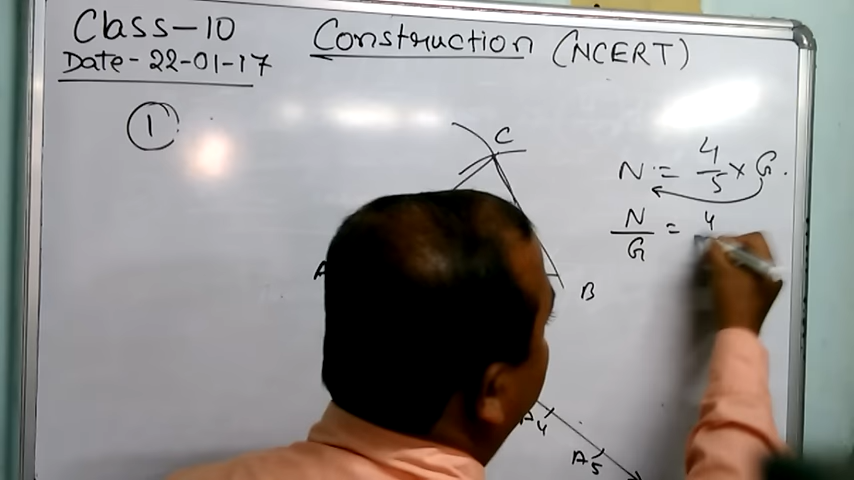 Class-10
Construction (NCERT)
Date- 22-01-17
1
C
N = 4/5 × G.
N/G = 4
A
B
A4
A5